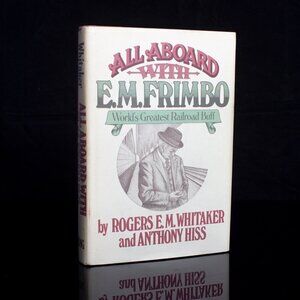 ALL ABOARD
WITH
E.M. FRIMBO
World's Greatest Railroad Buff
by ROGERS E. M. WHITAKER
and ANTHONY HISS
Whitaker
ALL ABOARD WITH